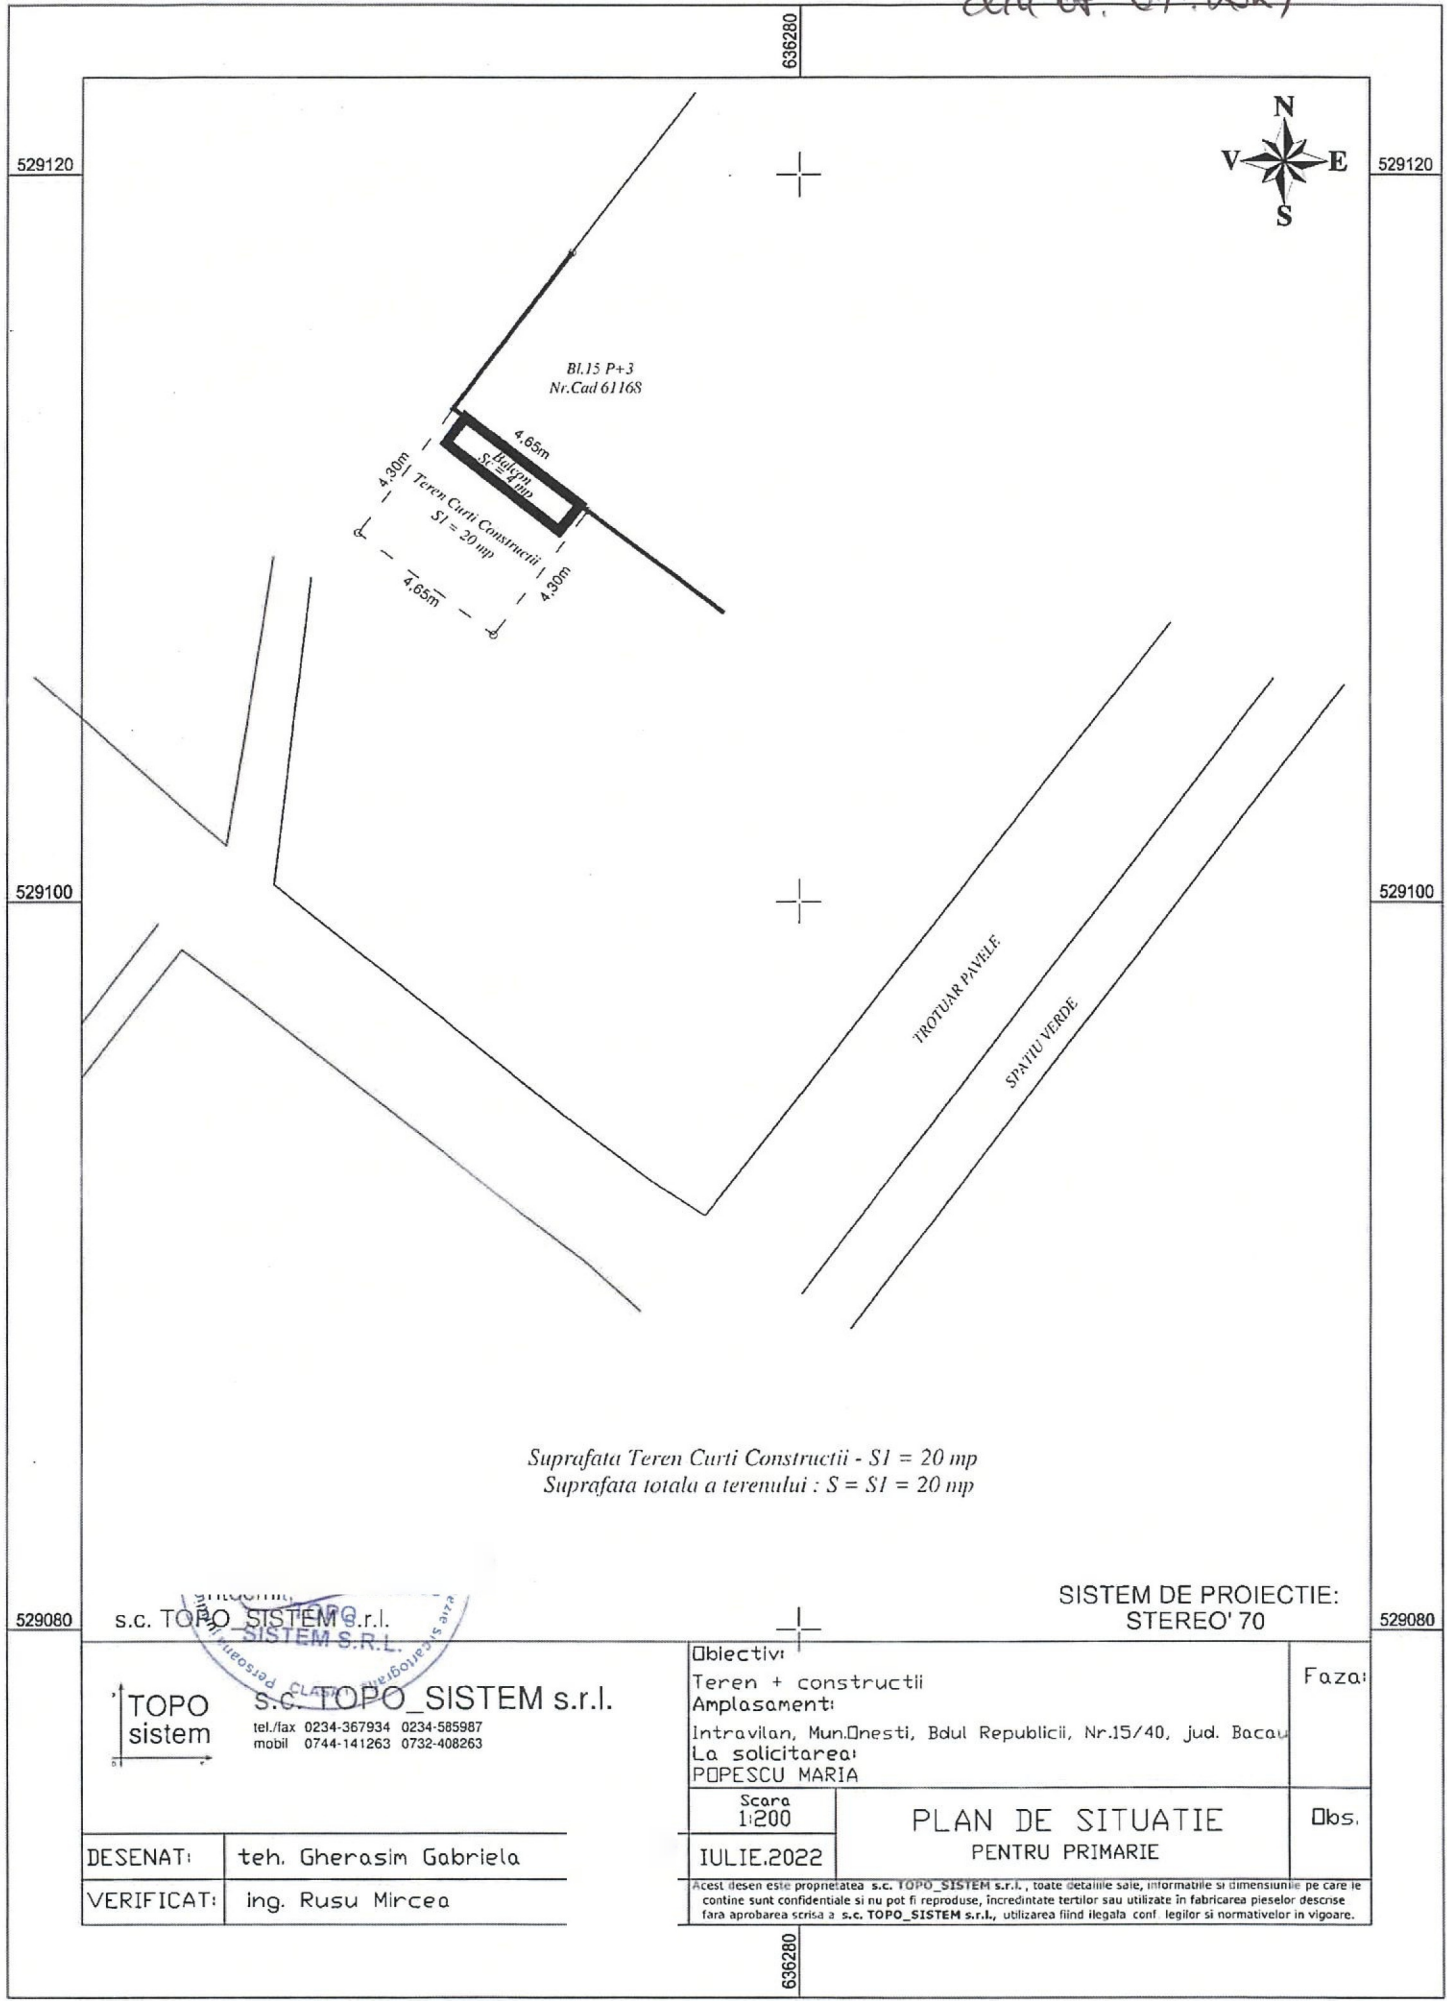 636280
529120
529120
N
V E
S
Bl.15 P+3
Nr.Cad 61168
4,65m
Balcon
Sc = 4 mp
4,30m
Teren Curti Constructii
S1 = 20 mp
4,30m
4,65m
529100
529100
TROTUAR PAVELE
SPATIU VERDE
Suprafata Teren Curti Constructii - S1 = 20 mp
Suprafata totala a terenului : S = S1 = 20 mp
SISTEM DE PROIECTIE:
STEREO' 70
529080
529080
s.c. TOPO_SISTEM s.r.l.
TOPO
SISTEM S.R.L.
Persoana
CLASA
cartografis
TOPO
sistem
s.c. TOPO_SISTEM s.r.l.
tel./fax 0234-367934 0234-585987
mobil 0744-141263 0732-408263
Obiectiv:
Teren + constructii
Amplasament:
Intravilan, Mun.Onesti, Bdul Republicii, Nr.15/40, jud. Bacau
La solicitarea:
POPESCU MARIA
Faza:
Scara
1:200
PLAN DE SITUATIE
PENTRU PRIMARIE
Obs.
IULIE.2022
DESENAT: teh. Gherasim Gabriela
VERIFICAT: ing. Rusu Mircea
Acest desen este proprietatea s.c. TOPO_SISTEM s.r.l., toate detaliile sale, informatiile si dimensiunile pe care le
contine sunt confidentiale si nu pot fi reproduse, incredintate tertilor sau utilizate in fabricarea pieselor descrise
fara aprobarea scrisa a s.c. TOPO_SISTEM s.r.l., utilizarea fiind ilegala conf. legilor si normativelor in vigoare.
636280